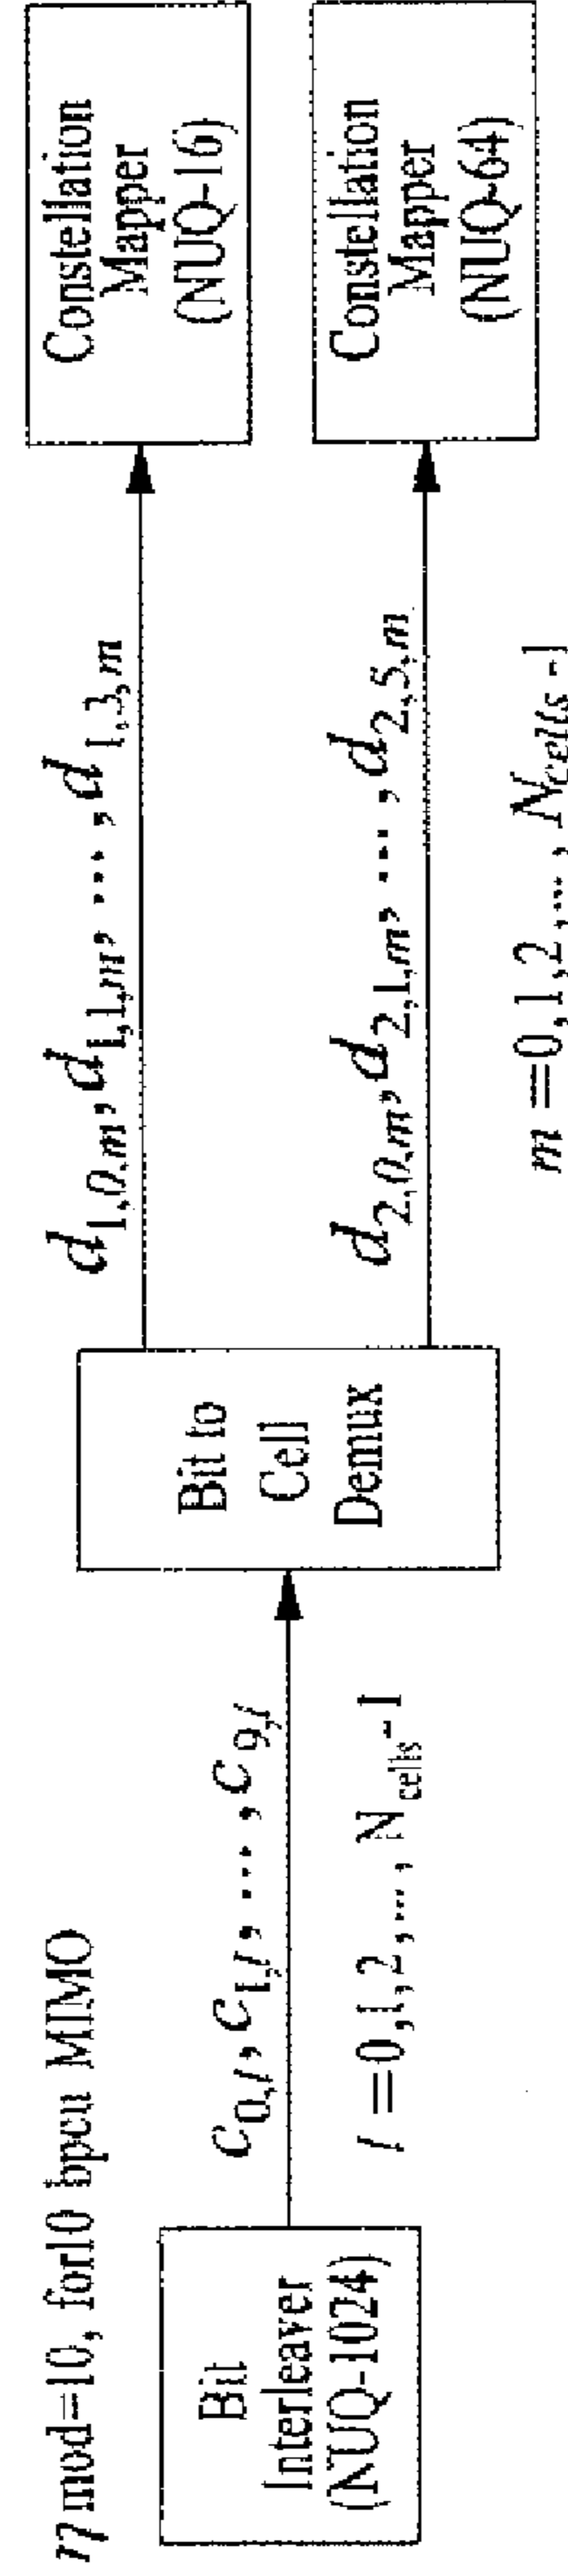 η mod=10, for10 bpcu MIMO
Bit
Interleaver
(NUQ-1024)
c0,l, c1,l, ... , c9,l
l =0,1,2, ... , Ncells-1
Bit to
Cell
Demux
d1,0,m, d1,1,m, ... , d1,3,m
d2,0,m, d2,1,m, ... , d2,5,m
m =0,1,2, ... , Ncells-1
Constellation
Mapper
(NUQ-16)
Constellation
Mapper
(NUQ-64)